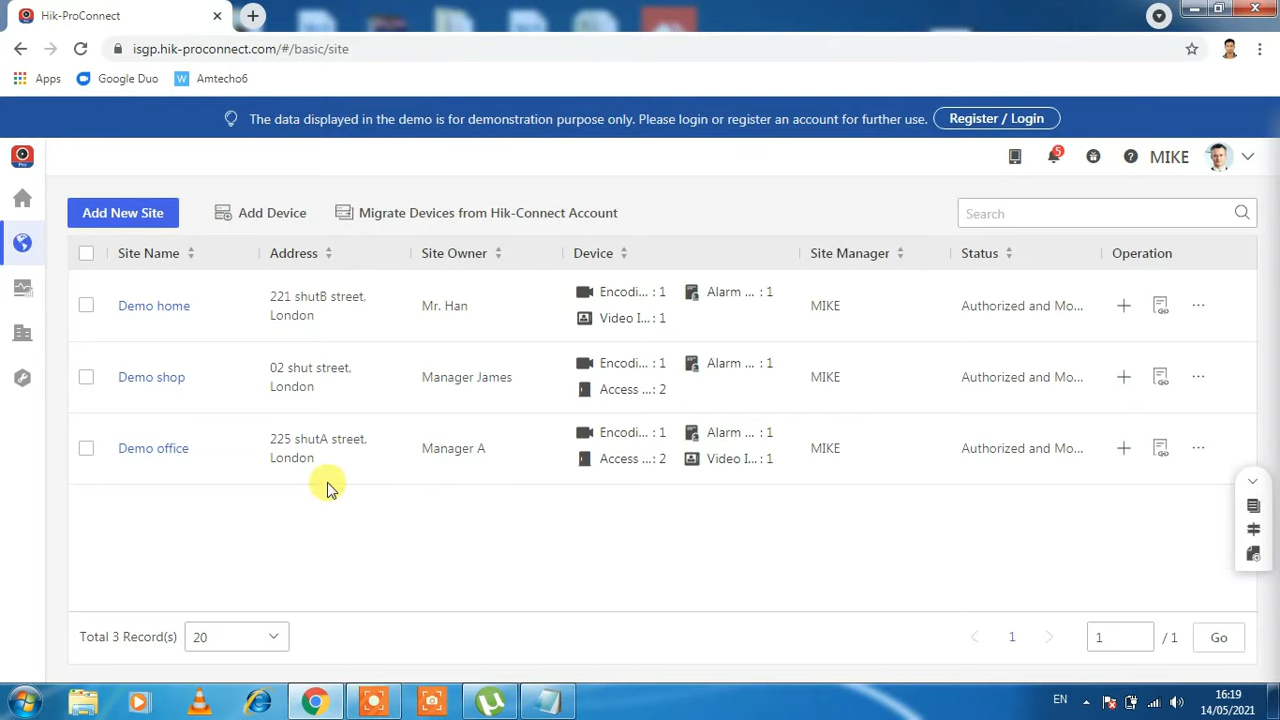 Hik-ProConnect
isgp.hik-proconnect.com/#/basic/site
Apps Google Duo W Amtecho6
The data displayed in the demo is for demonstration purpose only. Please login or register an account for further use. Register / Login
Pro 5 ? MIKE
Add New Site Add Device Migrate Devices from Hik-Connect Account Search
Site Name Address Site Owner Device Site Manager Status Operation
Demo home 221 shutB street, London Mr. Han Encodi... : 1 Alarm ... : 1 Video I... : 1 MIKE Authorized and Mo... + ...
Demo shop 02 shut street, London Manager James Encodi... : 1 Alarm ... : 1 Access ... : 2 MIKE Authorized and Mo... + ...
Demo office 225 shutA street, London Manager A Encodi... : 1 Alarm ... : 1 Access ... : 2 Video I... : 1 MIKE Authorized and Mo... + ...
Total 3 Record(s) 20 < 1 > 1 / 1 Go
EN 16:19
14/05/2021